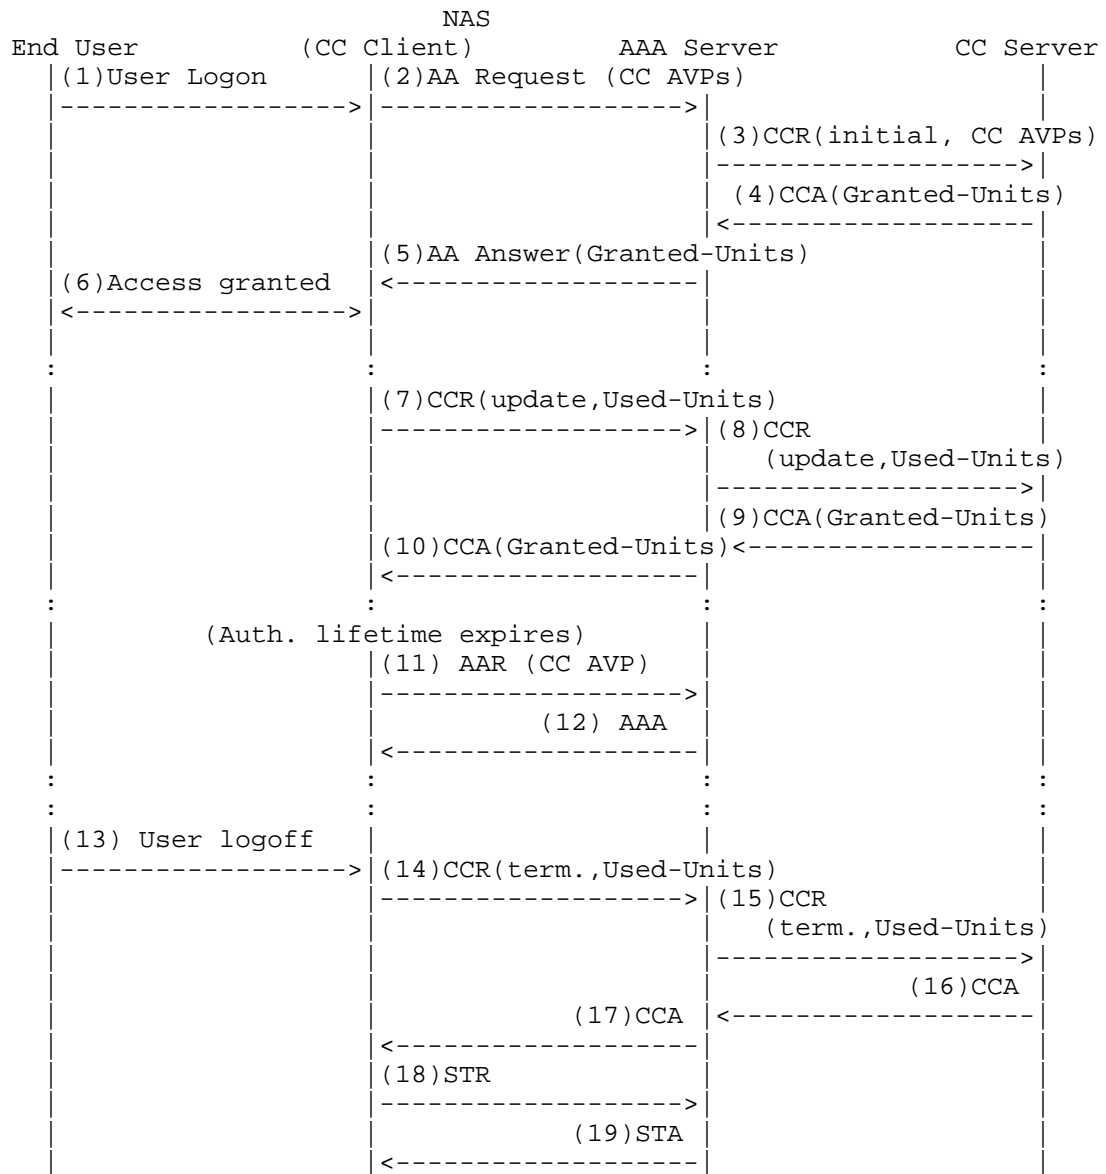 NAS
End User (CC Client) AAA Server CC Server
(1)User Logon (2)AA Request (CC AVPs)
(3)CCR(initial, CC AVPs)
(4)CCA(Granted-Units)
(5)AA Answer(Granted-Units)
(6)Access granted
(7)CCR(update,Used-Units)
(8)CCR
(update,Used-Units)
(9)CCA(Granted-Units)
(10)CCA(Granted-Units)
(Auth. lifetime expires)
(11) AAR (CC AVP)
(12) AAA
(13) User logoff
(14)CCR(term.,Used-Units)
(15)CCR
(term.,Used-Units)
(16)CCA
(17)CCA
(18)STR
(19)STA